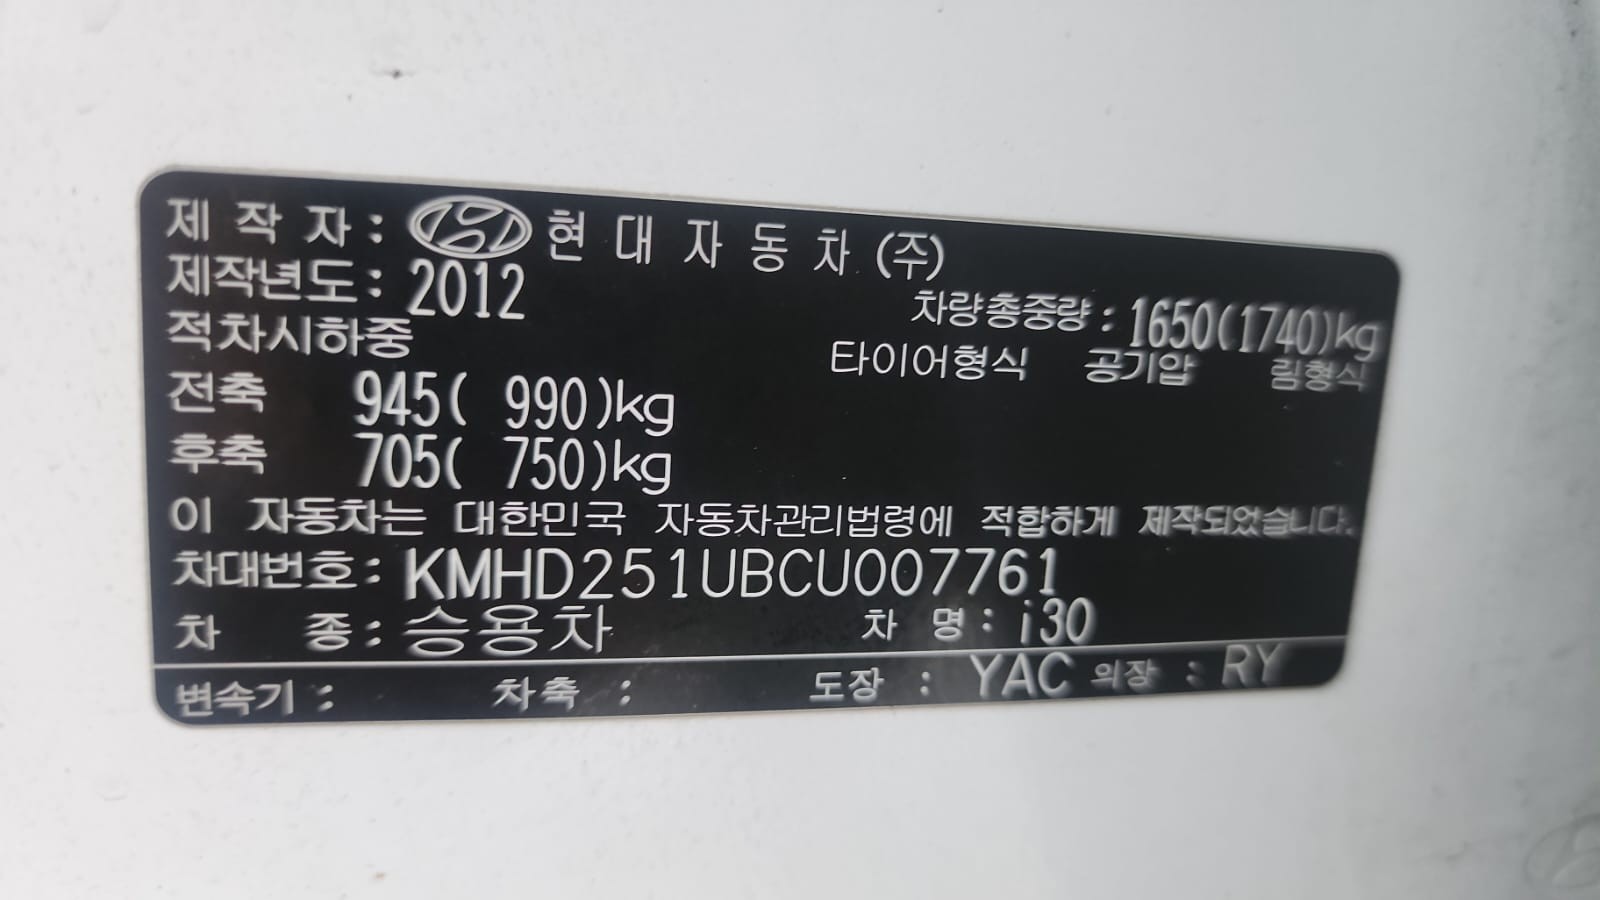 제 작 자 : 현 대 자 동 차 (주)
제작년도 : 2012
차량총중량 : 1650(1740)kg
적차시하중
타이어형식 공기압 림형식
전축 945( 990)kg
후축 705( 750)kg
이 자동차는 대한민국 자동차관리법령에 적합하게 제작되었습니다.
차대번호 : KMHD251UBCU007761
차 종 : 승용차 차 명 : i30
변속기 : 차축 : 도장 : YAC 의장 : RY